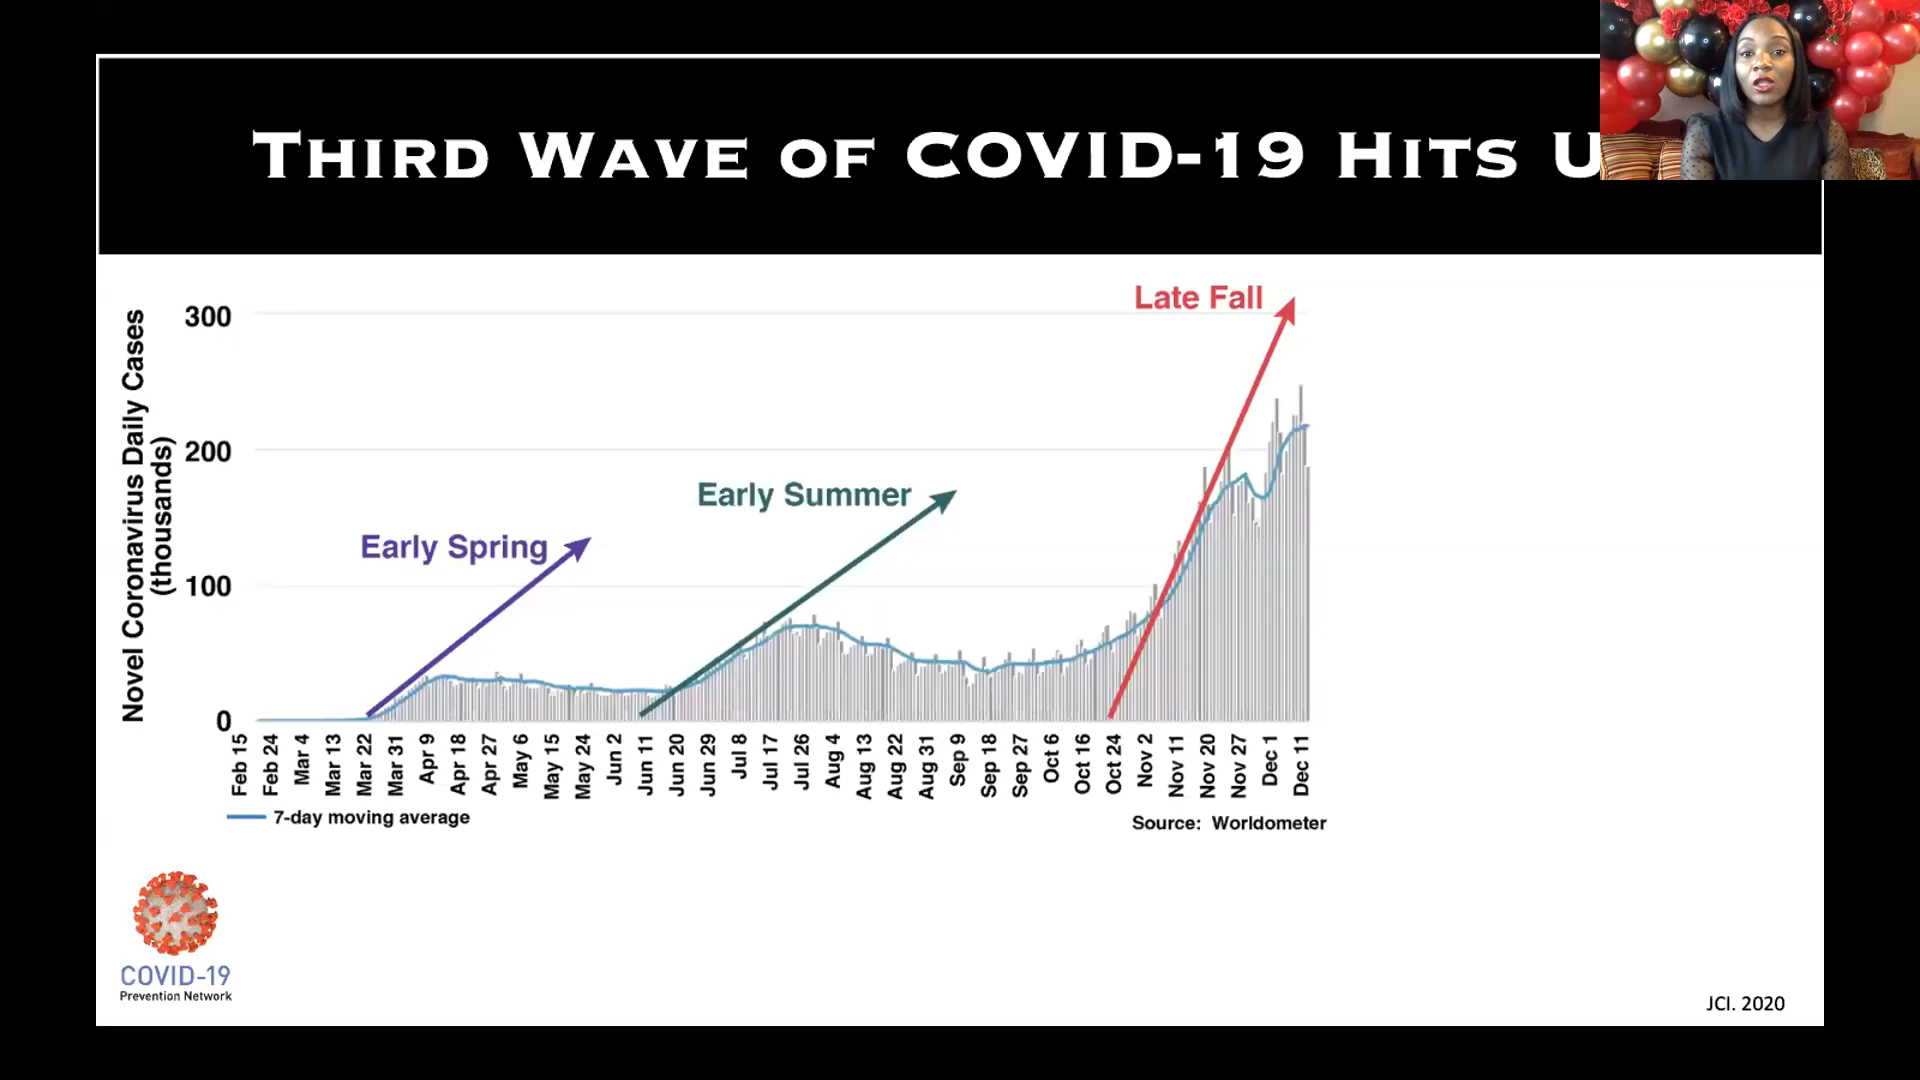 THIRD WAVE OF COVID-19 HITS U
Novel Coronavirus Daily Cases
(thousands)
300
200
100
0
Early Spring
Early Summer
Late Fall
Feb 15
Feb 24
Mar 4
Mar 13
Mar 22
Mar 31
Apr 9
Apr 18
Apr 27
May 6
May 15
May 24
Jun 2
Jun 11
Jun 20
Jun 29
Jul 8
Jul 17
Jul 26
Aug 4
Aug 13
Aug 22
Aug 31
Sep 9
Sep 18
Sep 27
Oct 6
Oct 16
Oct 24
Nov 2
Nov 11
Nov 20
Nov 27
Dec 1
Dec 11
7-day moving average
Source: Worldometer
COVID-19
Prevention Network
JCI. 2020